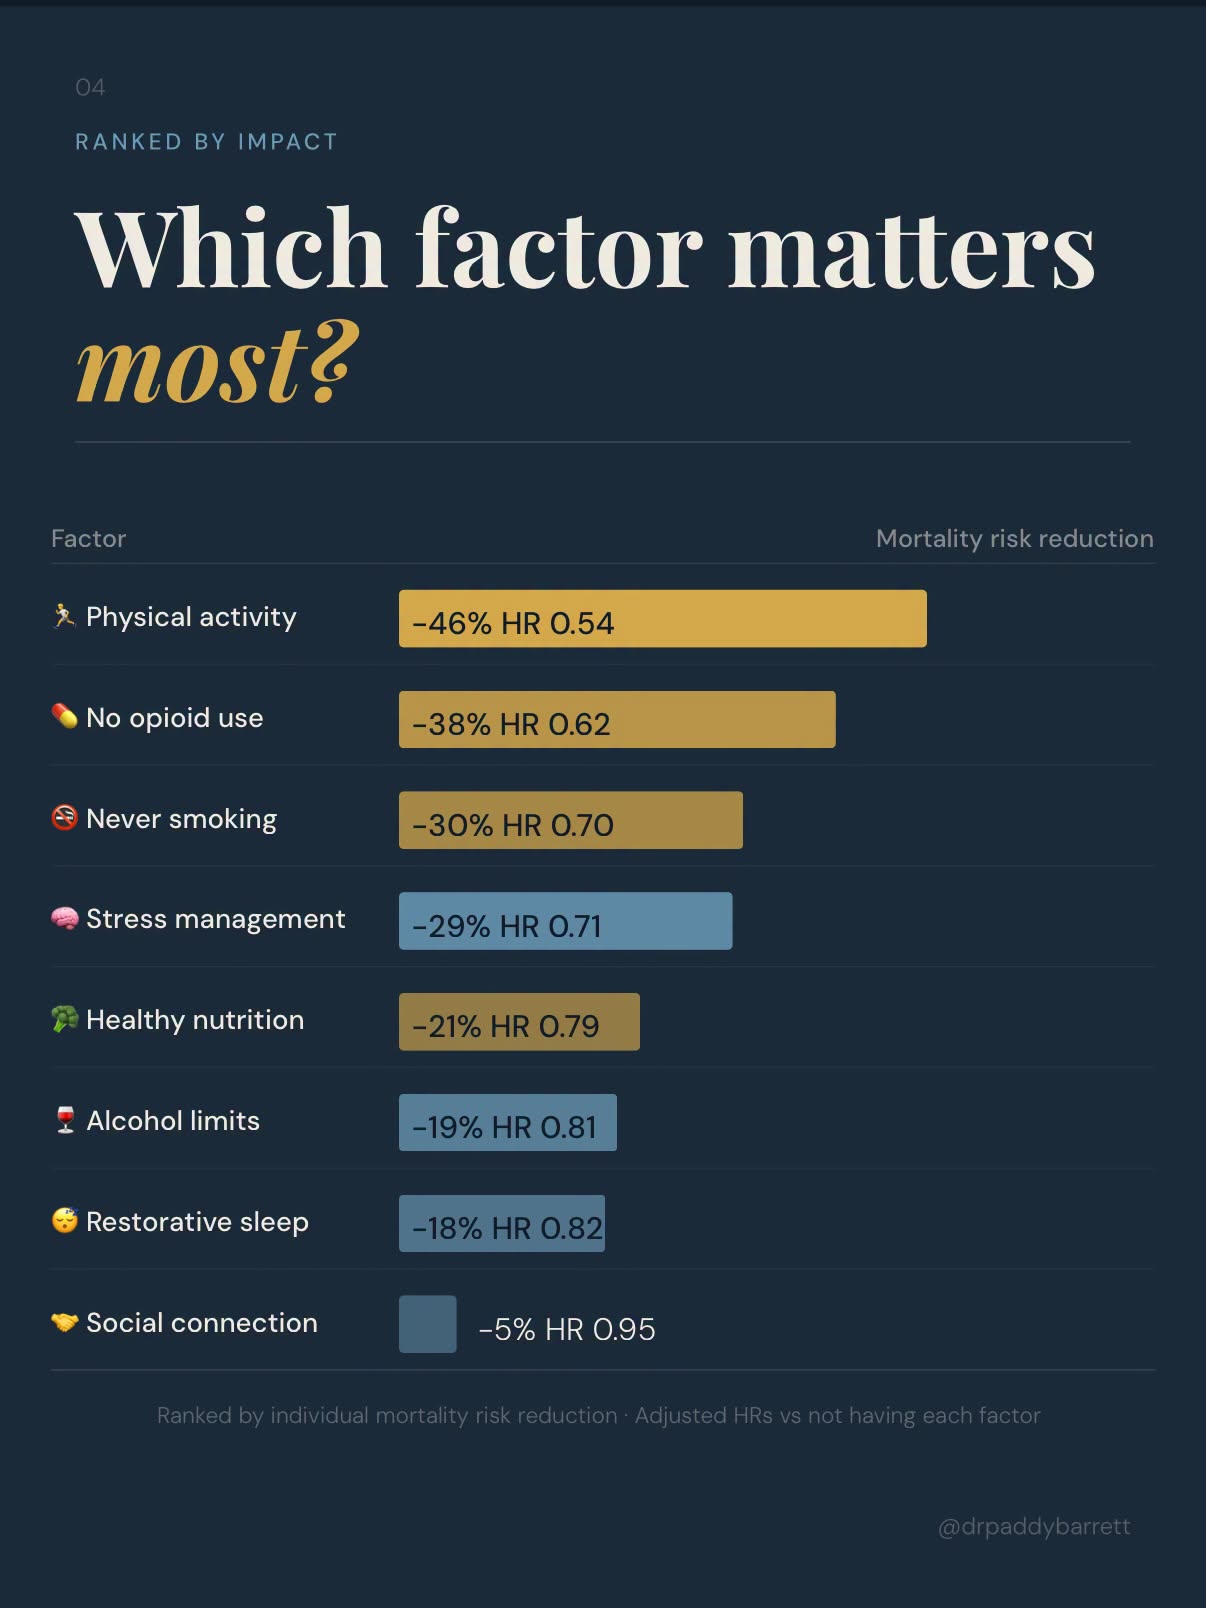 04
RANKED BY IMPACT
Which factor matters
most?
Factor Mortality risk reduction
Physical activity -46% HR 0.54
No opioid use -38% HR 0.62
Never smoking -30% HR 0.70
Stress management -29% HR 0.71
Healthy nutrition -21% HR 0.79
Alcohol limits -19% HR 0.81
Restorative sleep -18% HR 0.82
Social connection -5% HR 0.95
Ranked by individual mortality risk reduction · Adjusted HRs vs not having each factor
@drpaddybarrett